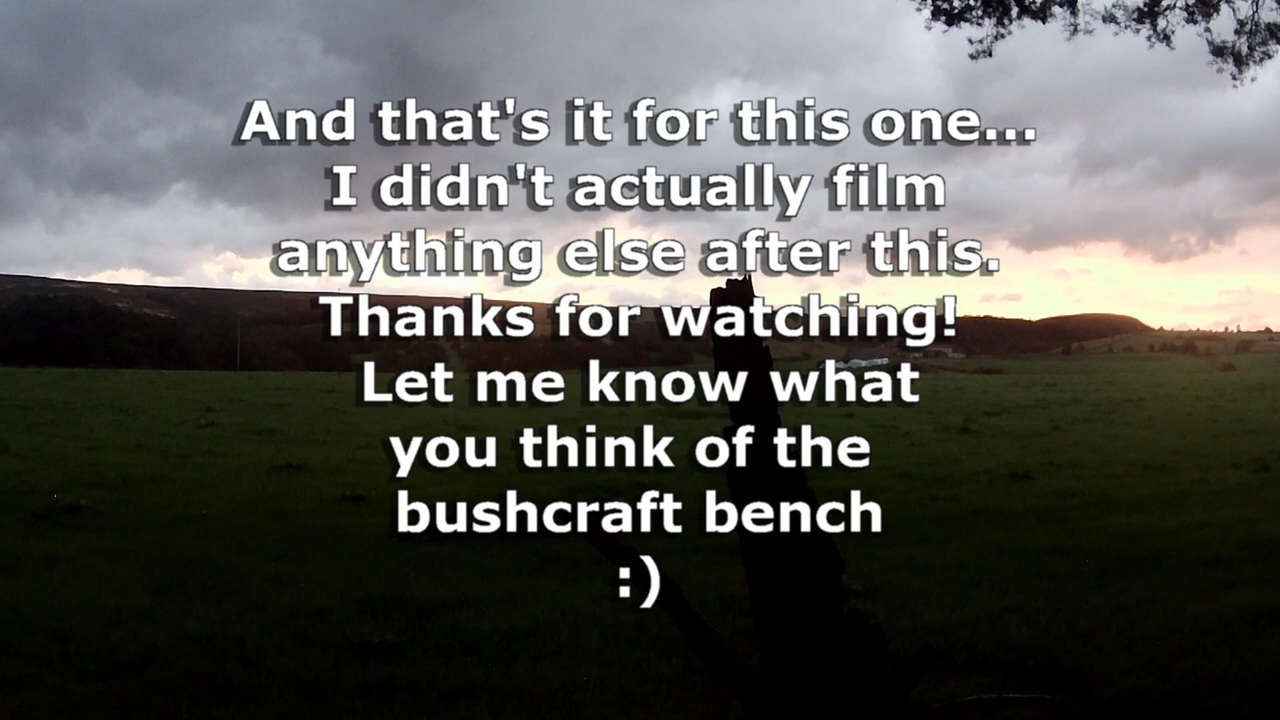 And that's it for this one...
I didn't actually film
anything else after this.
Thanks for watching!
Let me know what
you think of the
bushcraft bench
:)